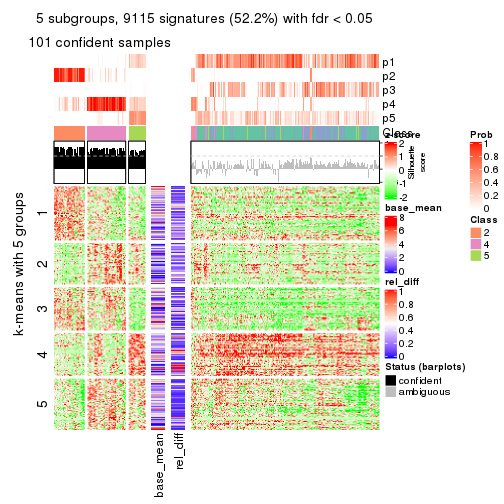 5 subgroups, 9115 signatures (52.2%) with fdr < 0.05
101 confident samples
p1
p2
p3
p4
p5
Class
Silhouette
score
k-means with 5 groups
1
2
3
4
5
base_mean
rel_diff
z-score
2
1
0
-1
-2
base_mean
8
6
4
2
0
rel_diff
1
0.8
0.6
0.4
0.2
0
Status (barplots)
confident
ambiguous
Prob
1
0.8
0.6
0.4
0.2
0
Class
2
4
5